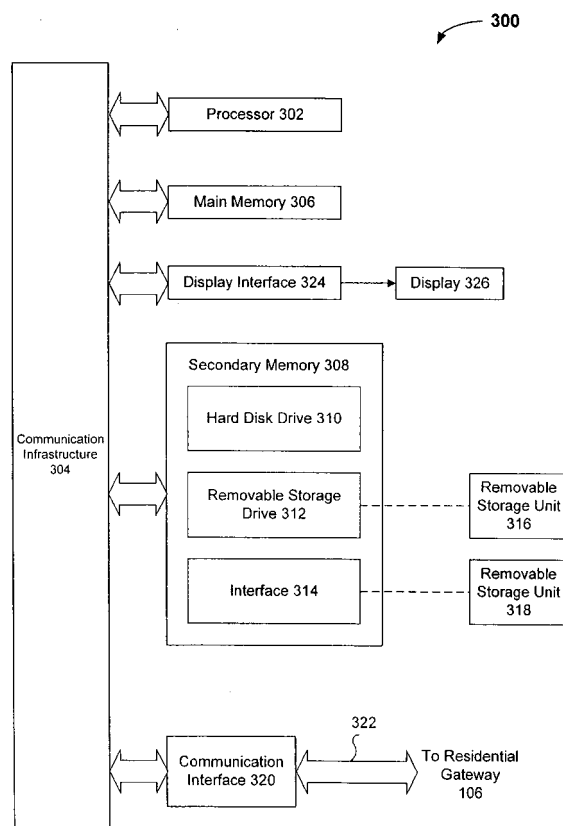 300
Processor 302
Main Memory 306
Display Interface 324
Display 326
Secondary Memory 308
Hard Disk Drive 310
Communication
Infrastructure
304
Removable Storage
Drive 312
Removable
Storage Unit
316
Interface 314
Removable
Storage Unit
318
322
Communication
Interface 320
To Residential
Gateway
106